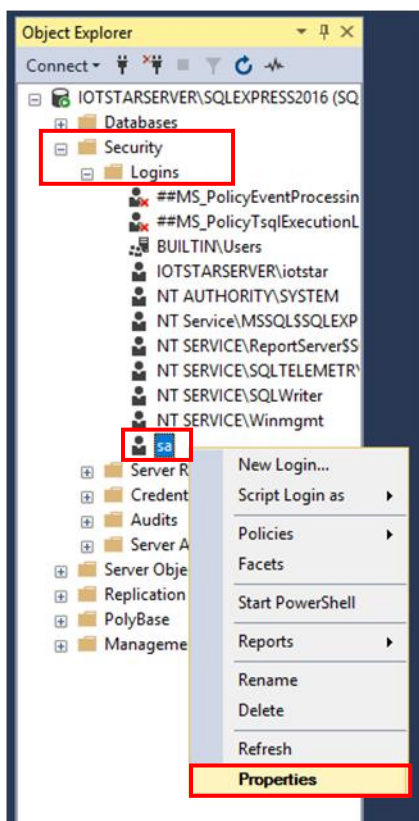 Object Explorer
Connect
IOTSTARSERVER\SQLEXPRESS2016 (SQ
Databases
Security
Logins
##MS_PolicyEventProcessin
##MS_PolicyTsqlExecutionL
BUILTIN\Users
IOTSTARSERVER\iotstar
NT AUTHORITY\SYSTEM
NT Service\MSSQL$SQLEXP
NT SERVICE\ReportServer$S
NT SERVICE\SQLTELEMETRY
NT SERVICE\SQLWriter
NT SERVICE\Winmgmt
sa
Server R
Credent
Audits
Server A
Server Obje
Replication
PolyBase
Manageme
New Login...
Script Login as
Policies
Facets
Start PowerShell
Reports
Rename
Delete
Refresh
Properties